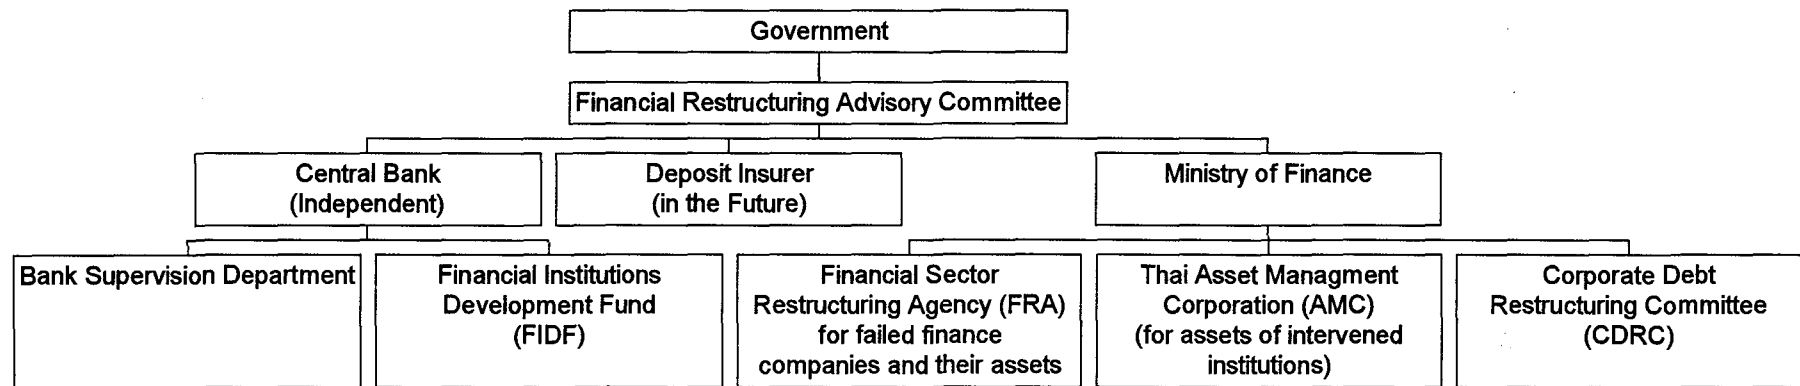 Government
Financial Restructuring Advisory Committee
Central Bank
(Independent)
Deposit Insurer
(in the Future)
Ministry of Finance
Bank Supervision Department
Financial Institutions
Development Fund
(FIDF)
Financial Sector
Restructuring Agency (FRA)
for failed finance
companies and their assets
Thai Asset Managment
Corporation (AMC)
(for assets of intervened
institutions)
Corporate Debt
Restructuring Committee
(CDRC)